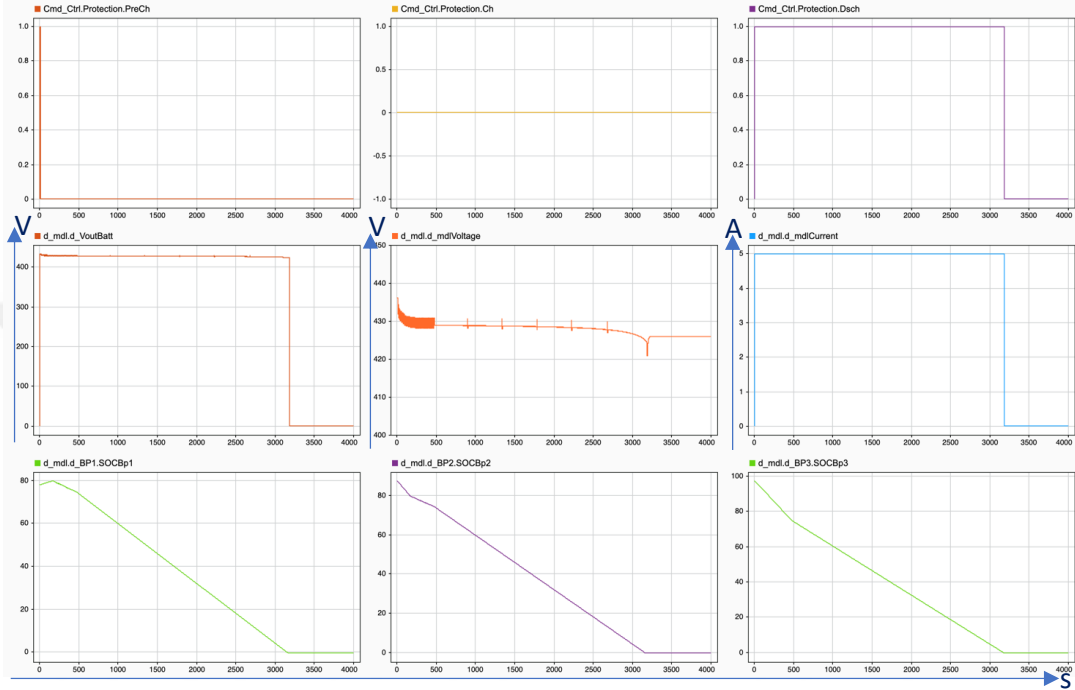 Cmd_Ctrl.Protection.PreCh
1.0
0.8
0.6
0.4
0.2
0
0 500 1000 1500 2000 2500 3000 3500 4000
Cmd_Ctrl.Protection.Ch
1.0
0.5
0
-0.5
-1.0
0 500 1000 1500 2000 2500 3000 3500 4000
Cmd_Ctrl.Protection.Dsch
1.0
0.8
0.6
0.4
0.2
0
0 500 1000 1500 2000 2500 3000 3500 4000
V
d_mdl.d_VoutBatt
400
300
200
100
0
0 500 1000 1500 2000 2500 3000 3500 4000
V
d_mdl.d_mdlVoltage
450
440
430
420
410
400
0 500 1000 1500 2000 2500 3000 3500 4000
A
d_mdl.d_mdlCurrent
5
4
3
2
1
0
0 500 1000 1500 2000 2500 3000 3500 4000
d_mdl.d_BP1.SOCBp1
80
60
40
20
0
0 500 1000 1500 2000 2500 3000 3500 4000
d_mdl.d_BP2.SOCBp2
80
60
40
20
0
0 500 1000 1500 2000 2500 3000 3500 4000
d_mdl.d_BP3.SOCBp3
100
80
60
40
20
0
0 500 1000 1500 2000 2500 3000 3500 4000
s